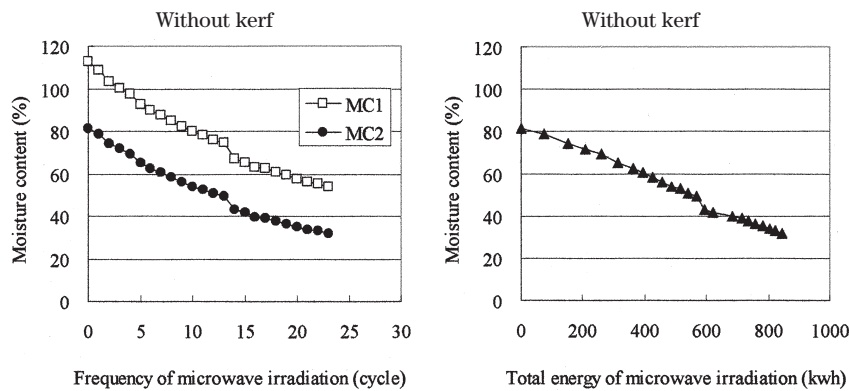 Without kerf
120
100
80
60
40
20
0
Moisture content (%)
MC1
MC2
0 5 10 15 20 25 30
Frequency of microwave irradiation (cycle)
Without kerf
120
100
80
60
40
20
0
Moisture content (%)
0 200 400 600 800 1000
Total energy of microwave irradiation (kwh)